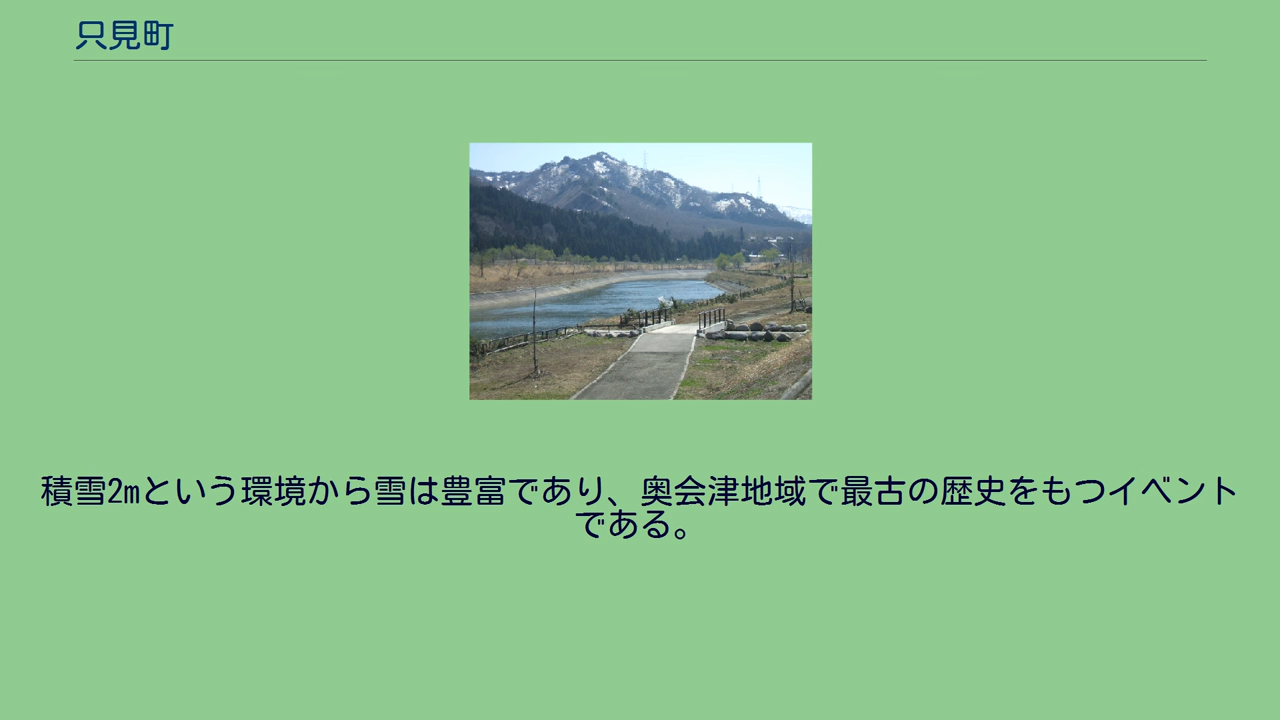 只見町
積雪2mという環境から雪は豊富であり、奥会津地域で最古の歴史をもつイベント
である。